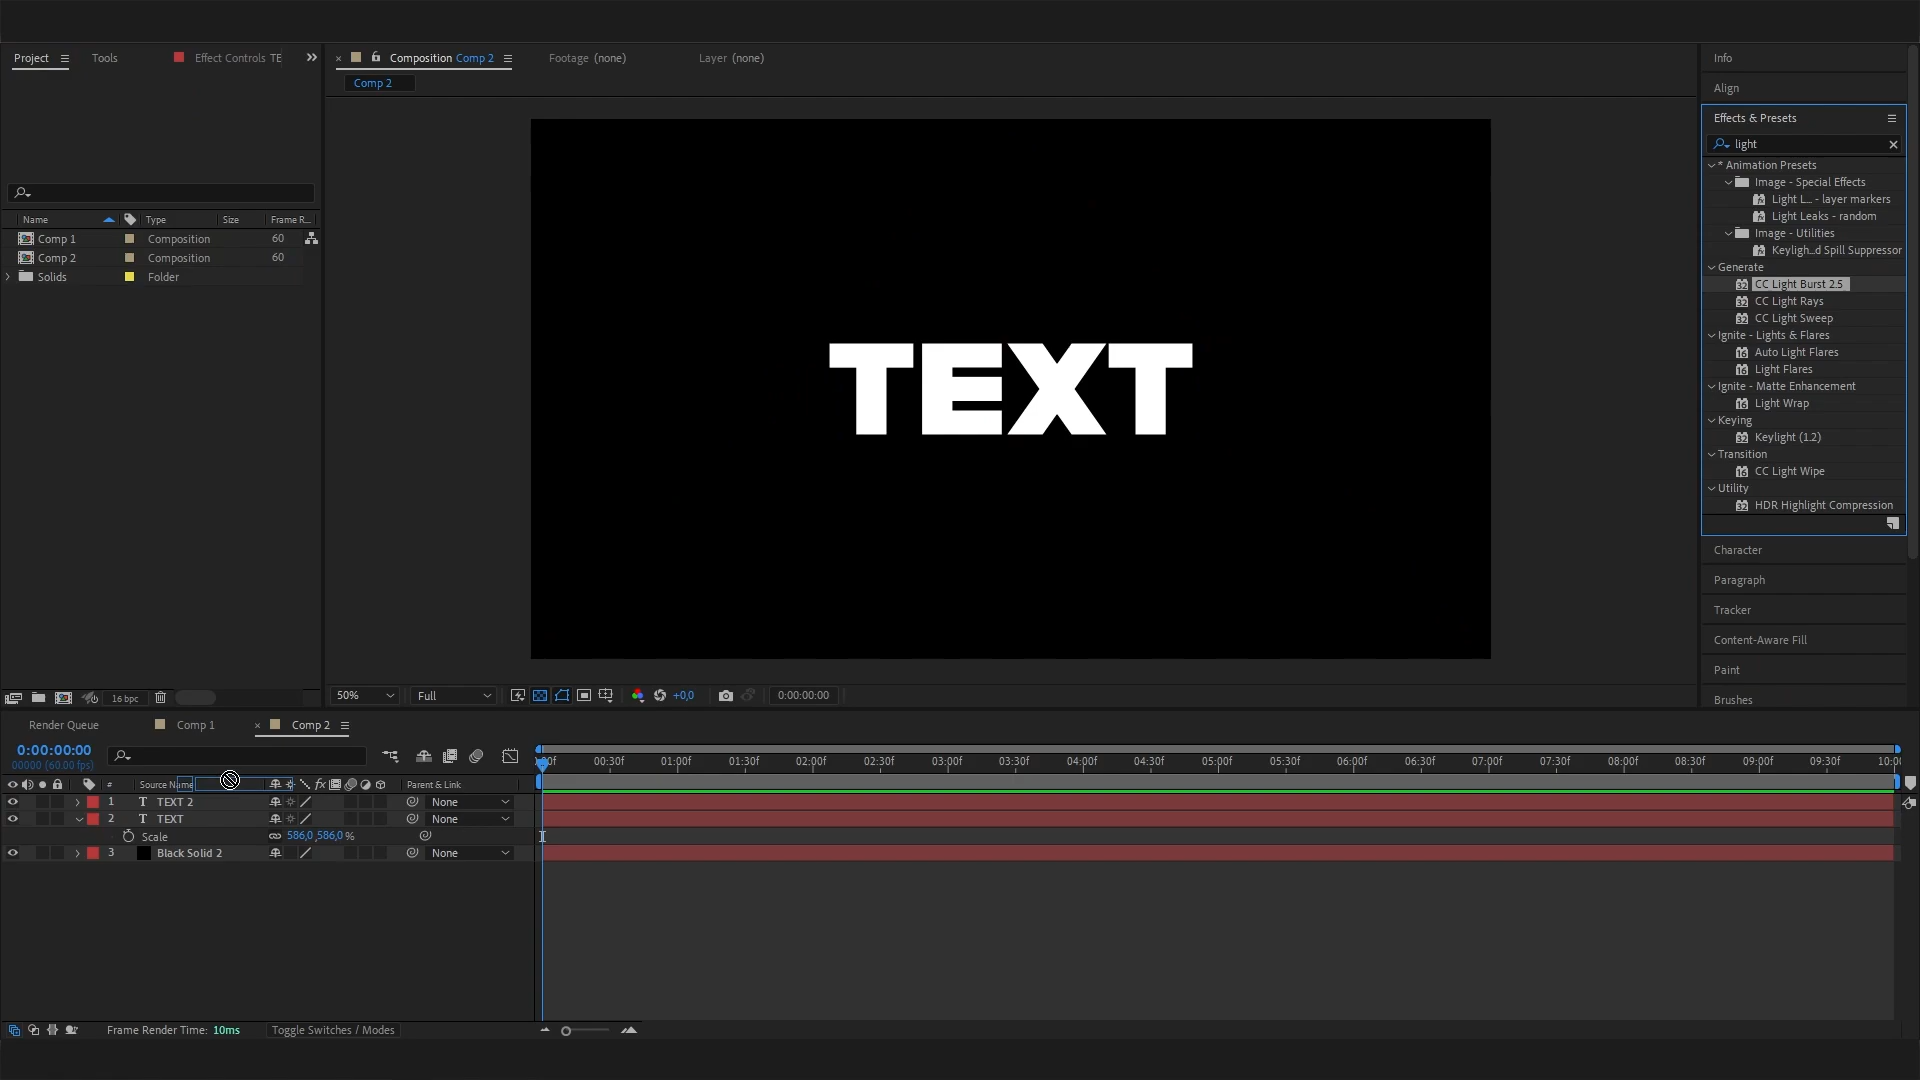 Project
Tools
Effect Controls TE
Composition Comp 2
Footage (none)
Layer (none)
Comp 2
Info
Align
Effects & Presets
light
* Animation Presets
Image - Special Effects
Light L... - layer markers
Light Leaks - random
Image - Utilities
Keyligh...d Spill Suppressor
Generate
CC Light Burst 2.5
CC Light Rays
CC Light Sweep
Ignite - Lights & Flares
Auto Light Flares
Light Flares
Ignite - Matte Enhancement
Light Wrap
Keying
Keylight (1.2)
Transition
CC Light Wipe
Utility
HDR Highlight Compression
Character
Paragraph
Tracker
Content-Aware Fill
Paint
Brushes
Name Type Size Frame R...
Comp 1 Composition 60
Comp 2 Composition 60
Solids Folder
TEXT
16 bpc
50% Full +0,0 0:00:00:00
Render Queue Comp 1 Comp 2
0:00:00:00
00000 (60.00 fps)
:00f 00:30f 01:00f 01:30f 02:00f 02:30f 03:00f 03:30f 04:00f 04:30f 05:00f 05:30f 06:00f 06:30f 07:00f 07:30f 08:00f 08:30f 09:00f 09:30f 10:00
# Source Name fx Parent & Link
1 T TEXT 2 None
2 T TEXT None
Scale 586,0,586,0%
3 Black Solid 2 None
Frame Render Time: 10ms Toggle Switches / Modes